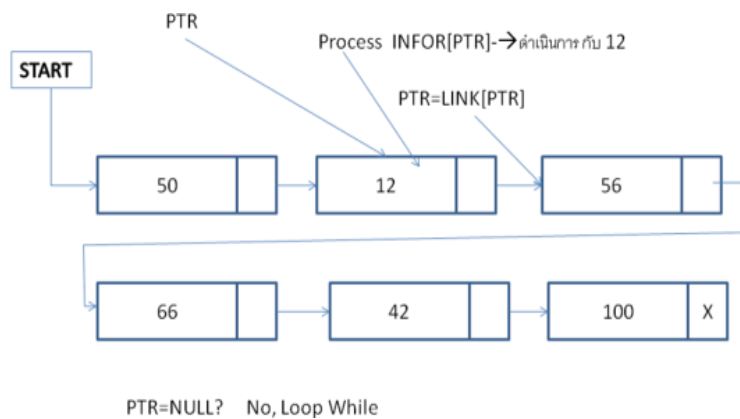 PTR
Process INFOR[PTR]-→ดำเนินการ กับ 12
START
PTR=LINK[PTR]
50
12
56
66
42
100
X
PTR=NULL? No, Loop While